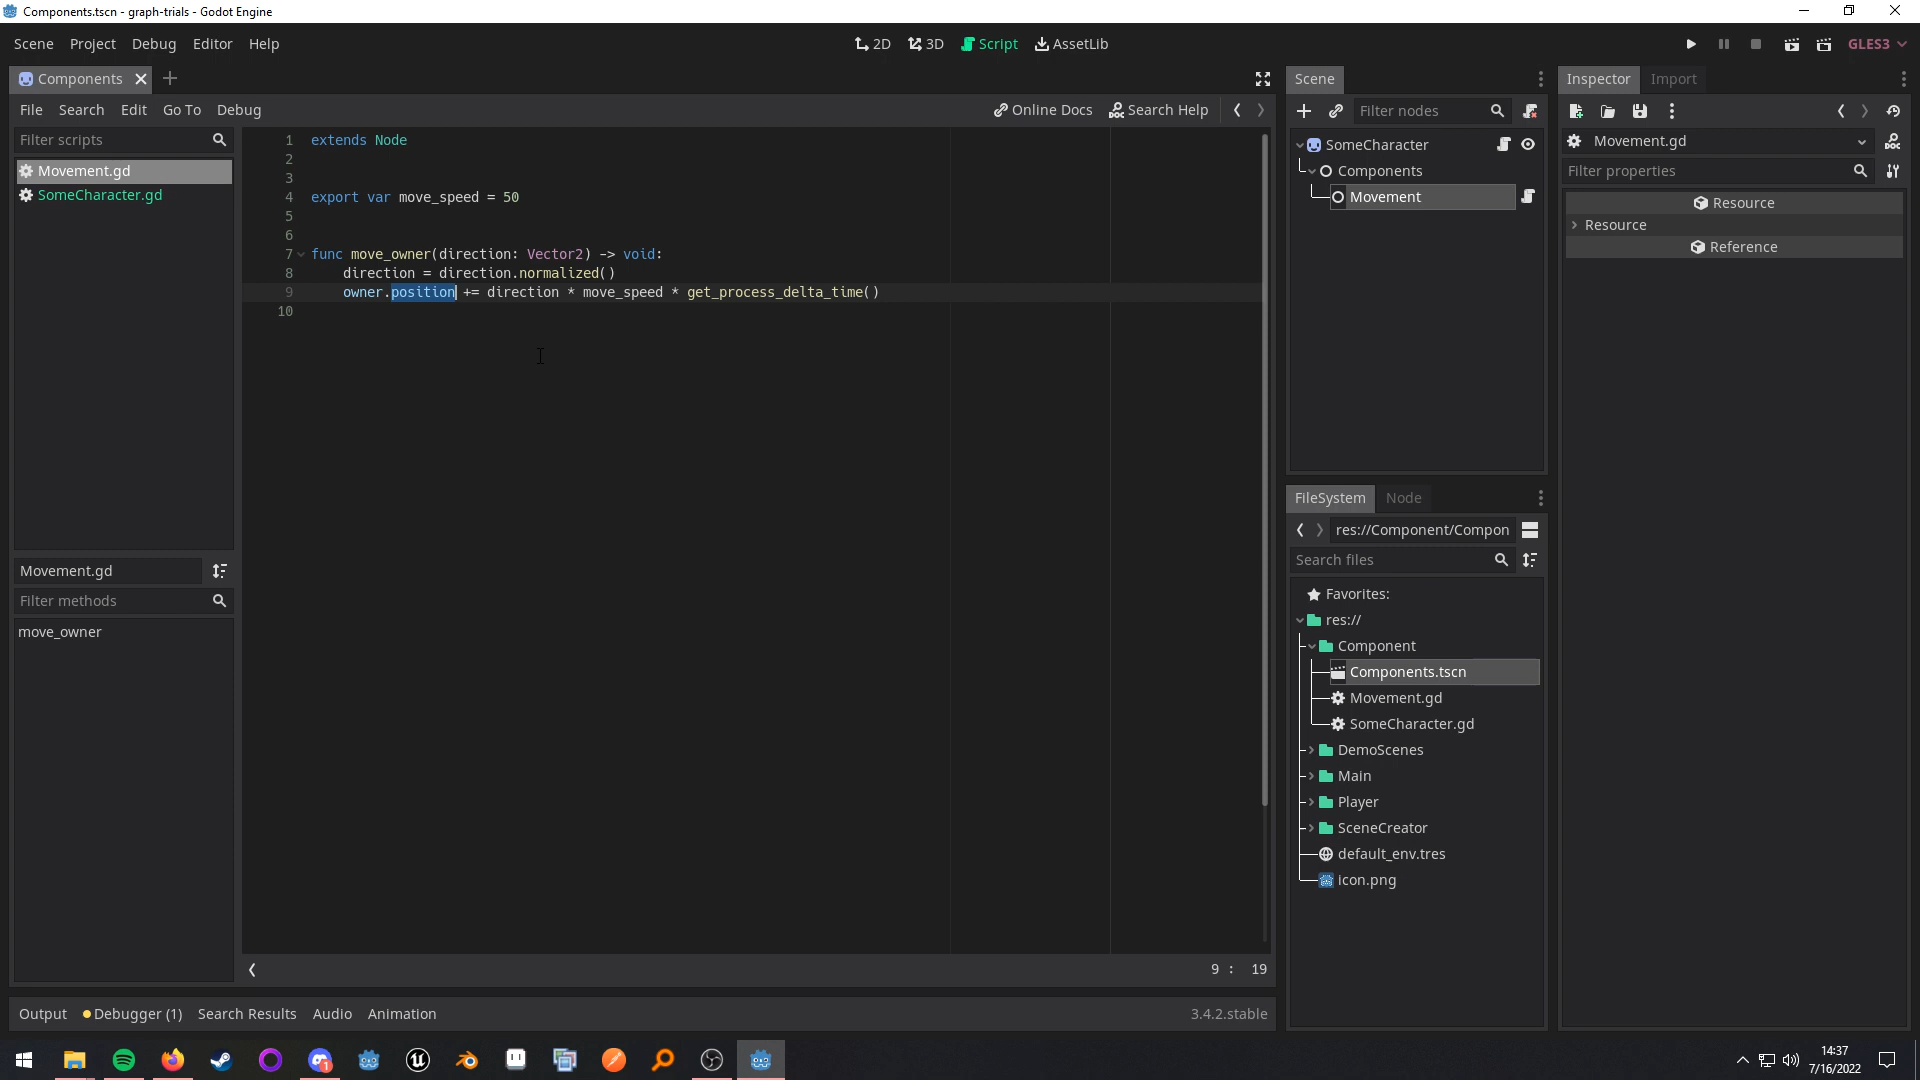 Components.tscn - graph-trials - Godot Engine
Scene Project Debug Editor Help
2D 3D Script AssetLib
GLES3
Components
File Search Edit Go To Debug
Online Docs Search Help
Filter scripts
Movement.gd
SomeCharacter.gd
Movement.gd
Filter methods
move_owner
1 extends Node
2
3
4 export var move_speed = 50
5
6
7 func move_owner(direction: Vector2) -> void:
8 direction = direction.normalized()
9 owner.position += direction * move_speed * get_process_delta_time()
10
9 : 19
Output Debugger (1) Search Results Audio Animation
3.4.2.stable
Scene
Filter nodes
SomeCharacter
Components
Movement
FileSystem Node
res://Component/Compon
Search files
Favorites:
res://
Component
Components.tscn
Movement.gd
SomeCharacter.gd
DemoScenes
Main
Player
SceneCreator
default_env.tres
icon.png
Inspector Import
Movement.gd
Filter properties
Resource
Resource
Reference
14:37
7/16/2022